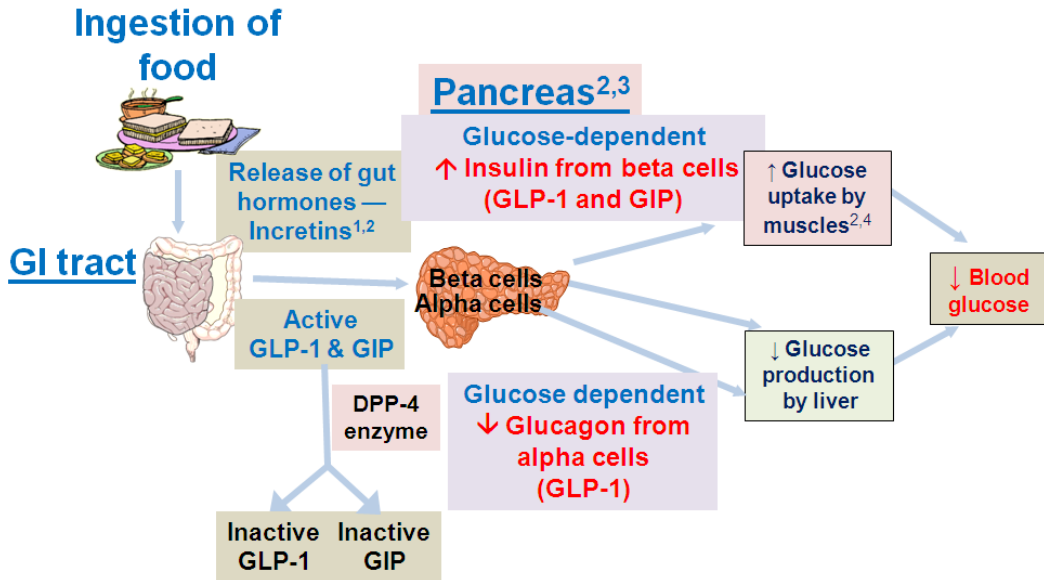 Ingestion of
food
Pancreas2,3
Glucose-dependent
↑ Insulin from beta cells
(GLP-1 and GIP)
Release of gut
hormones —
Incretins1,2
↑ Glucose
uptake by
muscles2,4
GI tract
Beta cells
Alpha cells
↓ Blood
glucose
Active
GLP-1 & GIP
↓ Glucose
production
by liver
DPP-4
enzyme
Glucose dependent
↓ Glucagon from
alpha cells
(GLP-1)
Inactive
GLP-1
Inactive
GIP